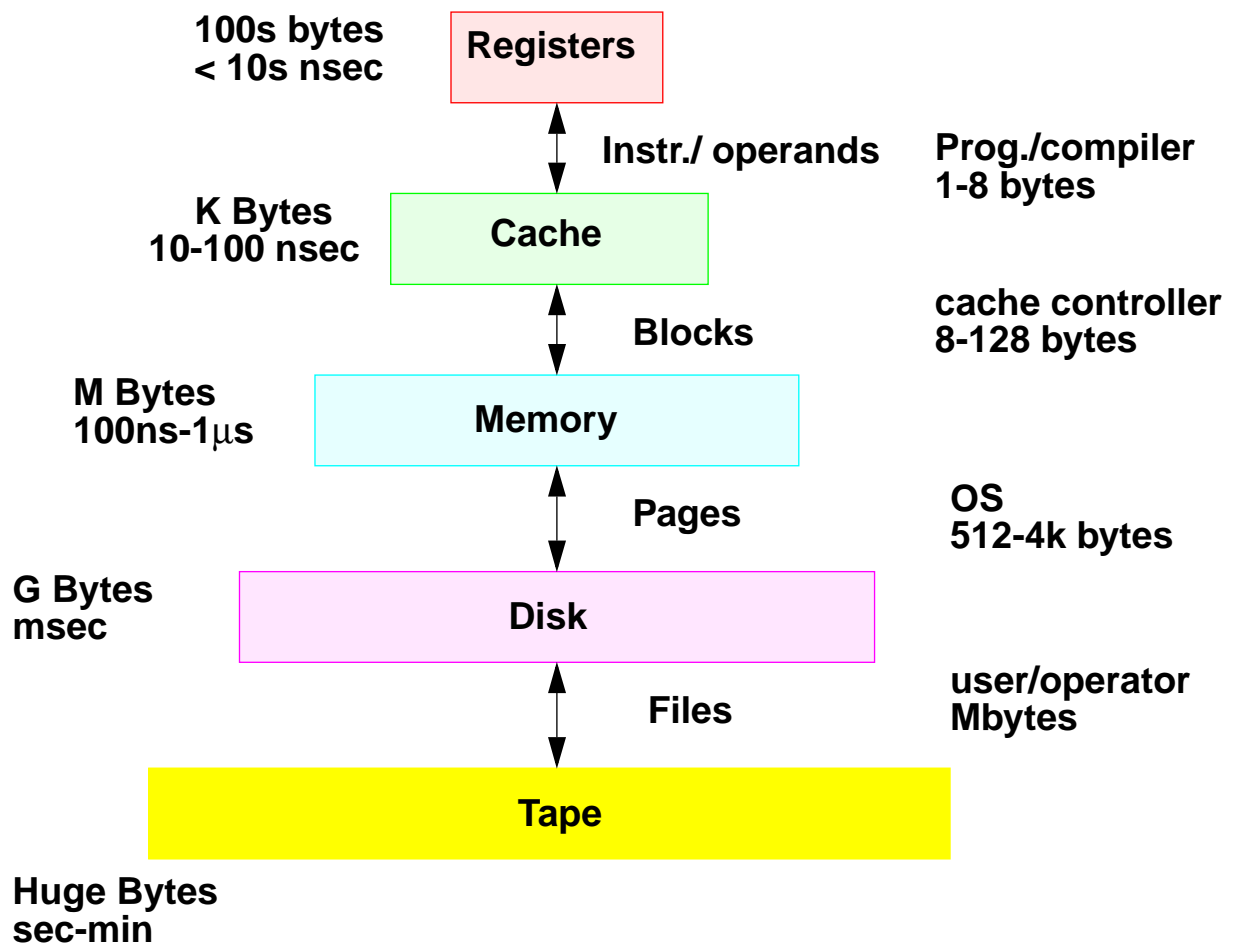 100s bytes
< 10s nsec
Registers
Instr./ operands
Prog./compiler
1-8 bytes
K Bytes
10-100 nsec
Cache
Blocks
cache controller
8-128 bytes
M Bytes
100ns-1μs
Memory
Pages
OS
512-4k bytes
G Bytes
msec
Disk
Files
user/operator
Mbytes
Tape
Huge Bytes
sec-min